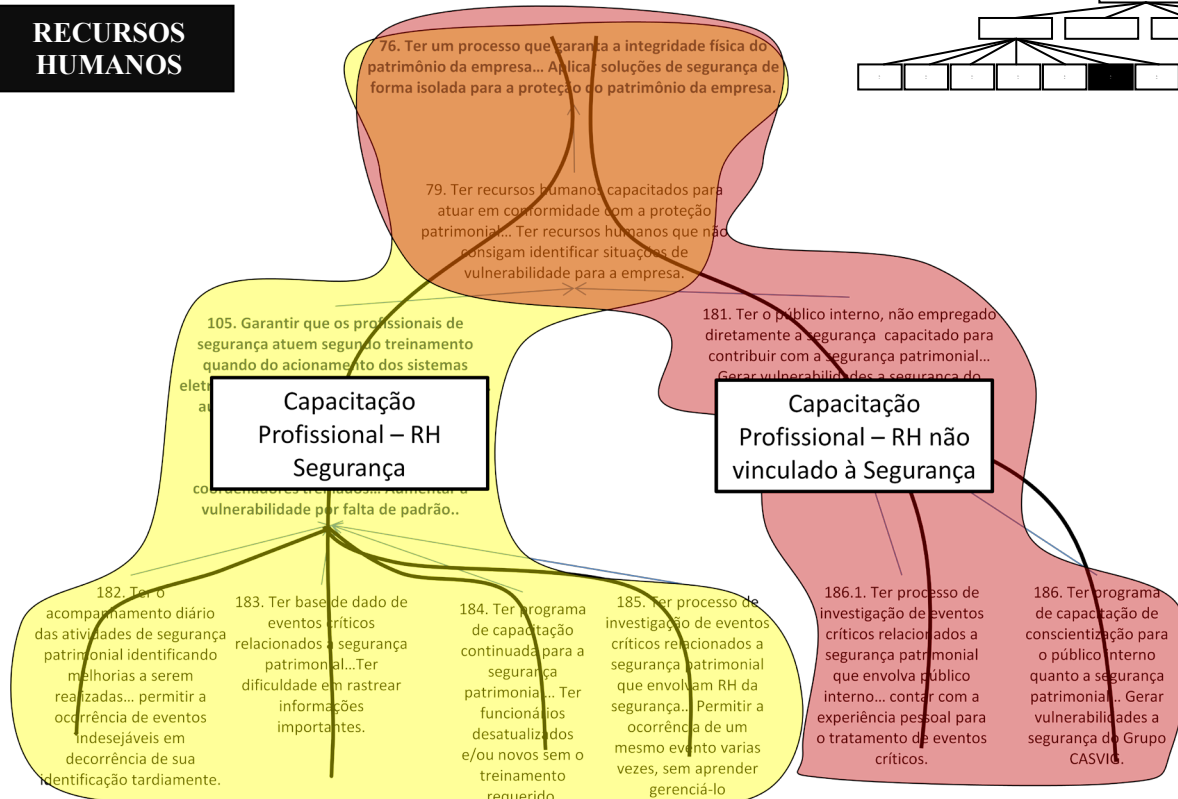 RECURSOS
HUMANOS
76. Ter um processo que garanta a integridade física do
patrimônio da empresa... Aplicar soluções de segurança de
forma isolada para a proteção do patrimônio da empresa.
79. Ter recursos humanos capacitados para
atuar em conformidade com a proteção
patrimonial... Ter recursos humanos que não
consigam identificar situações de
vulnerabilidade para a empresa.
105. Garantir que os profissionais de
segurança atuem segundo treinamento
quando do acionamento dos sistemas
Capacitação
Profissional – RH
Segurança
coordenadores treinados... Aumentar a
vulnerabilidade por falta de padrão..
181. Ter o público interno, não empregado
diretamente a segurança capacitado para
contribuir com a segurança patrimonial...
Gerar vulnerabilidades a segurança do
Capacitação
Profissional – RH não
vinculado à Segurança
182. Ter o
acompanhamento diário
das atividades de segurança
patrimonial identificando
melhorias a serem
realizadas... permitir a
ocorrência de eventos
indesejáveis em
decorrência de sua
identificação tardiamente.
183. Ter base de dado de
eventos críticos
relacionados a segurança
patrimonial...Ter
dificuldade em rastrear
informações
importantes.
184. Ter programa
de capacitação
continuada para a
segurança
patrimonial... Ter
funcionários
desatualizados
e/ou novos sem o
treinamento
requerido
185. Ter processo de
investigação de eventos
críticos relacionados a
segurança patrimonial
que envolvam RH da
segurança... Permitir a
ocorrência de um
mesmo evento varias
vezes, sem aprender
gerenciá-lo
186.1. Ter processo de
investigação de eventos
críticos relacionados a
segurança patrimonial
que envolva público
interno... contar com a
experiência pessoal para
o tratamento de eventos
críticos.
186. Ter programa
de capacitação de
conscientização para
o público interno
quanto a segurança
patrimonial... Gerar
vulnerabilidades a
segurança do Grupo
CASVIG.